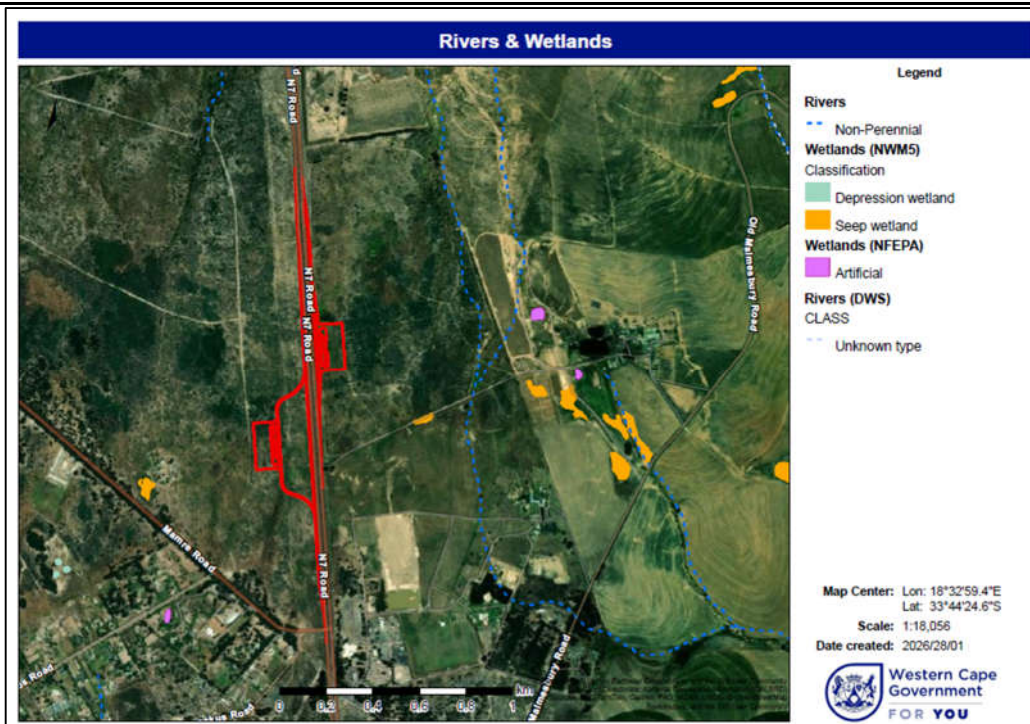 Rivers & Wetlands
d
N7 Road
N7 Road
N7 Road
N7 Road
Old Malmesbury Road
Mamre Road
Malmesbury Road
0 0.2 0.4 0.6 0.8 1 km
Legend
Rivers
Non-Perennial
Wetlands (NWM5)
Classification
Depression wetland
Seep wetland
Wetlands (NFEPA)
Artificial
Rivers (DWS)
CLASS
Unknown type
Map Center: Lon: 18°32'59.4"E
Lat: 33°44'24.6"S
Scale: 1:18,056
Date created: 2026/28/01
Western Cape
Government
FOR YOU